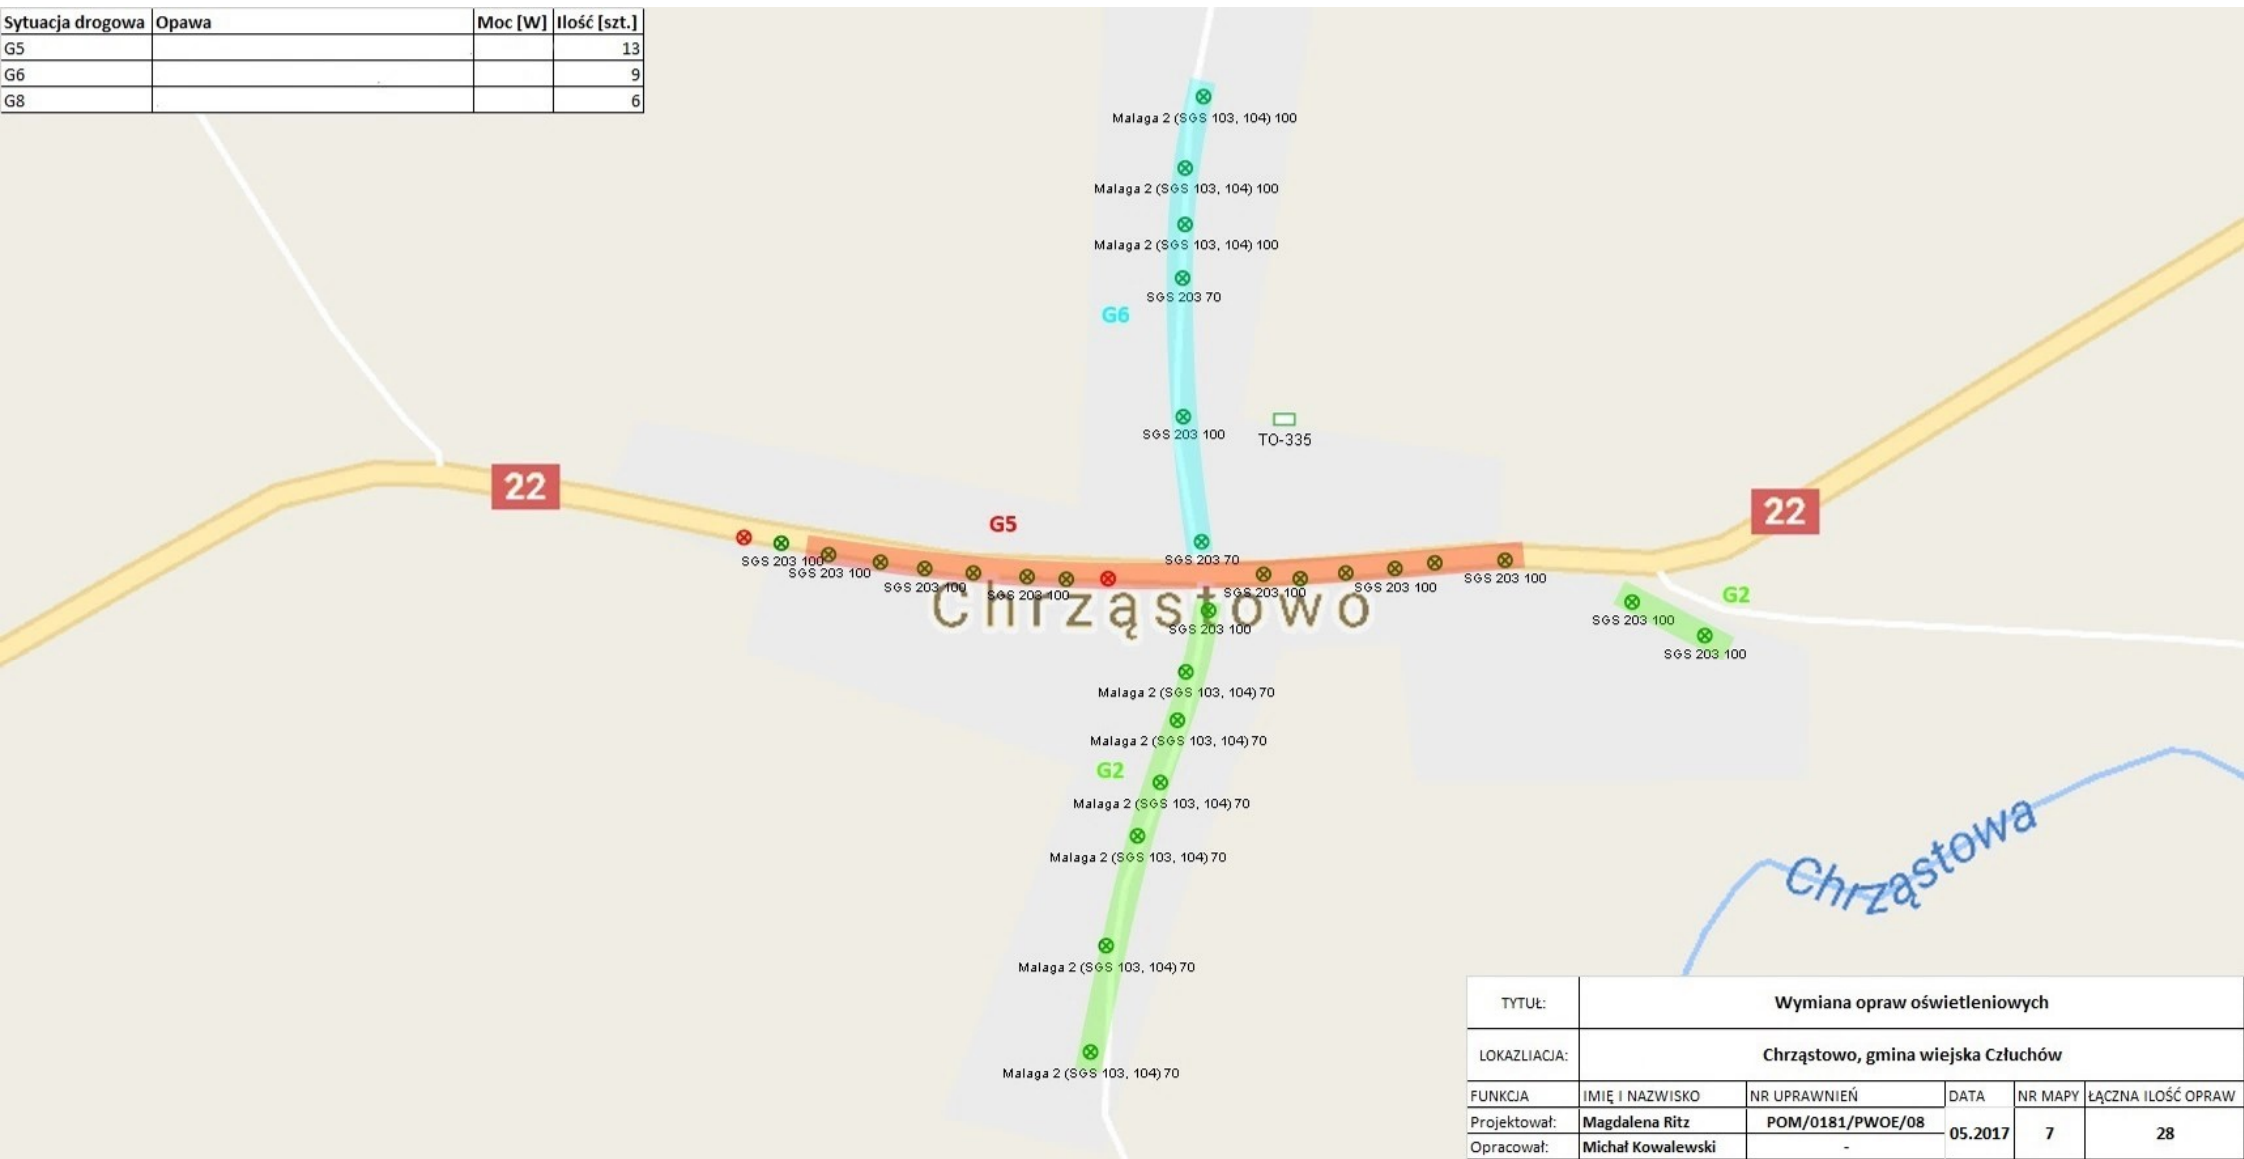 Sytuacja drogowa Opawa Moc [W] Ilość [szt.]
G5 13
G6 9
G8 6
Malaga 2 (SGS 103, 104) 100
Malaga 2 (SGS 103, 104) 100
Malaga 2 (SGS 103, 104) 100
SGS 203 70
G6
SGS 203 100
TO-335
22
22
G5
SGS 203 100
SGS 203 100
SGS 203 100
SGS 203 100
SGS 203 70
SGS 203 100
SGS 203 100
SGS 203 100
Chrząstowo
SGS 203 100
G2
SGS 203 100
SGS 203 100
Malaga 2 (SGS 103, 104) 70
Malaga 2 (SGS 103, 104) 70
G2
Malaga 2 (SGS 103, 104) 70
Malaga 2 (SGS 103, 104) 70
Malaga 2 (SGS 103, 104) 70
Malaga 2 (SGS 103, 104) 70
Chrząstowa
TYTUŁ: Wymiana opraw oświetleniowych
LOKAZLIACJA: Chrząstowo, gmina wiejska Człuchów
FUNKCJA IMIĘ I NAZWISKO NR UPRAWNIEŃ DATA NR MAPY ŁĄCZNA ILOŚĆ OPRAW
Projektował: Magdalena Ritz POM/0181/PWOE/08 05.2017 7 28
Opracował: Michał Kowalewski -